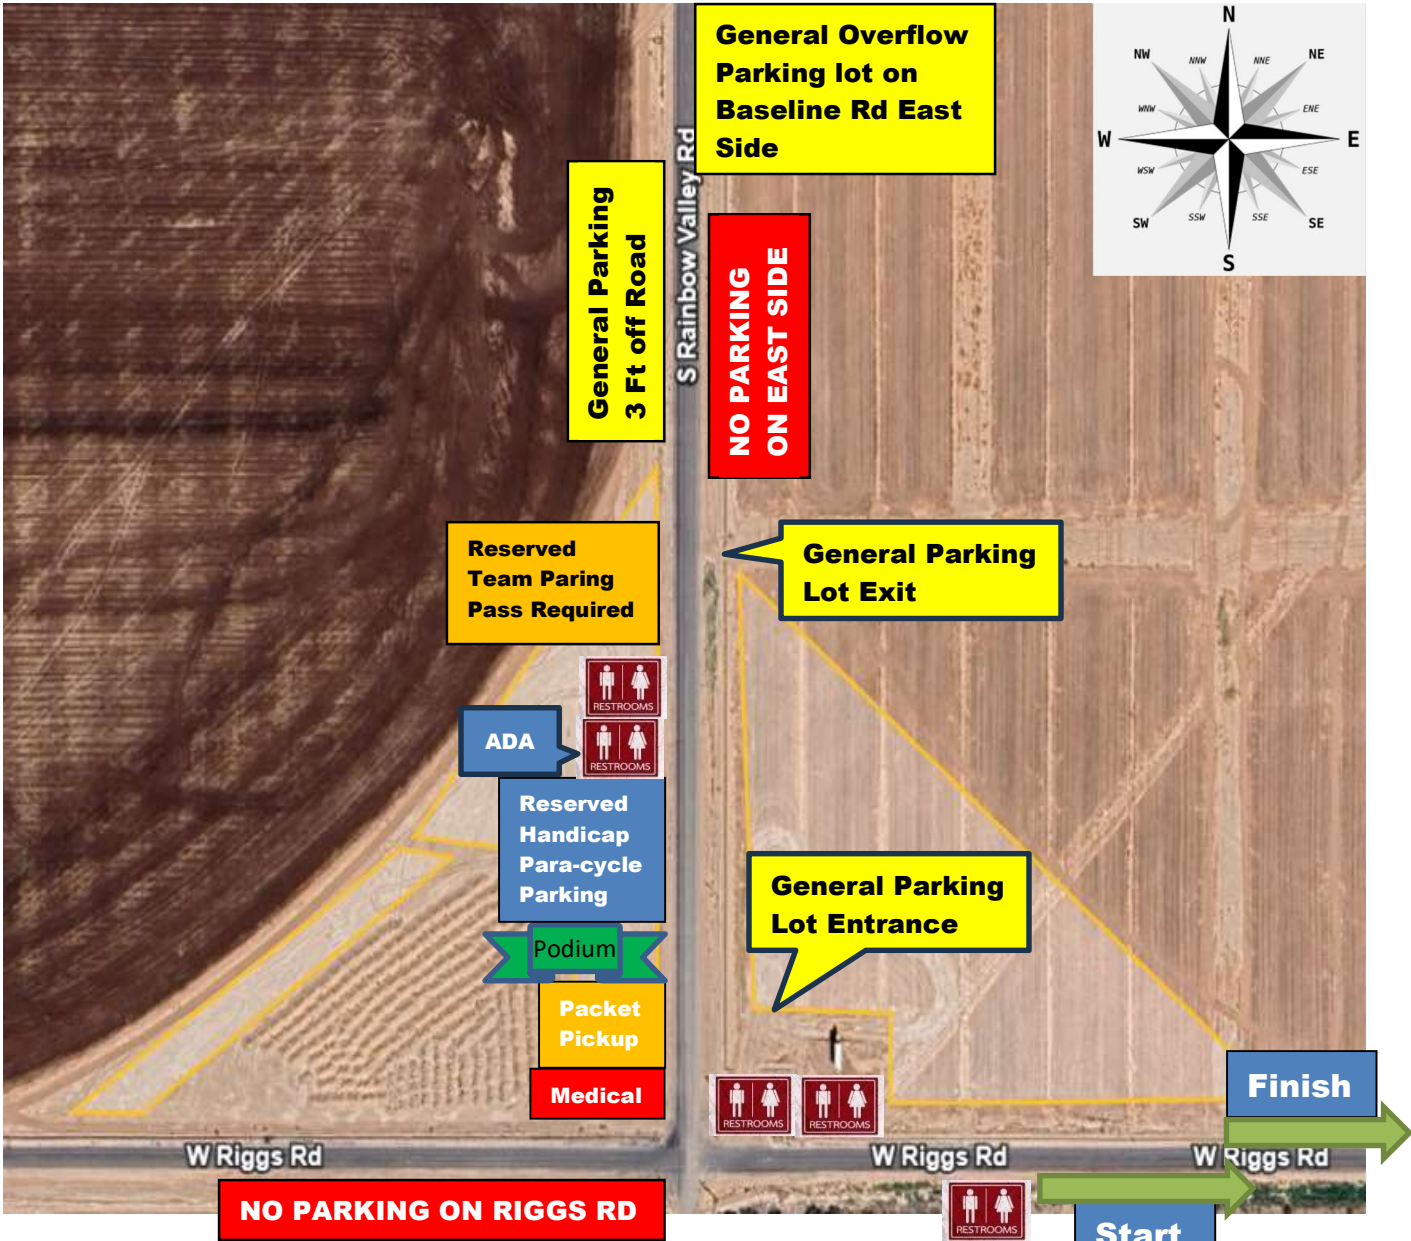 General Overflow
Parking lot on
Baseline Rd East
Side
N
NNW
NNE
NW
NE
WNW
ENE
W
E
WSW
ESE
SW
SE
SSW
SSE
S
S Rainbow Valley Rd
General Parking
3 Ft off Road
NO PARKING
ON EAST SIDE
Reserved
Team Paring
Pass Required
General Parking
Lot Exit
RESTROOMS
ADA
RESTROOMS
Reserved
Handicap
Para-cycle
Parking
General Parking
Lot Entrance
Podium
Packet
Pickup
Medical
RESTROOMS
RESTROOMS
Finish
W Riggs Rd
W Riggs Rd
W Riggs Rd
NO PARKING ON RIGGS RD
RESTROOMS
Start